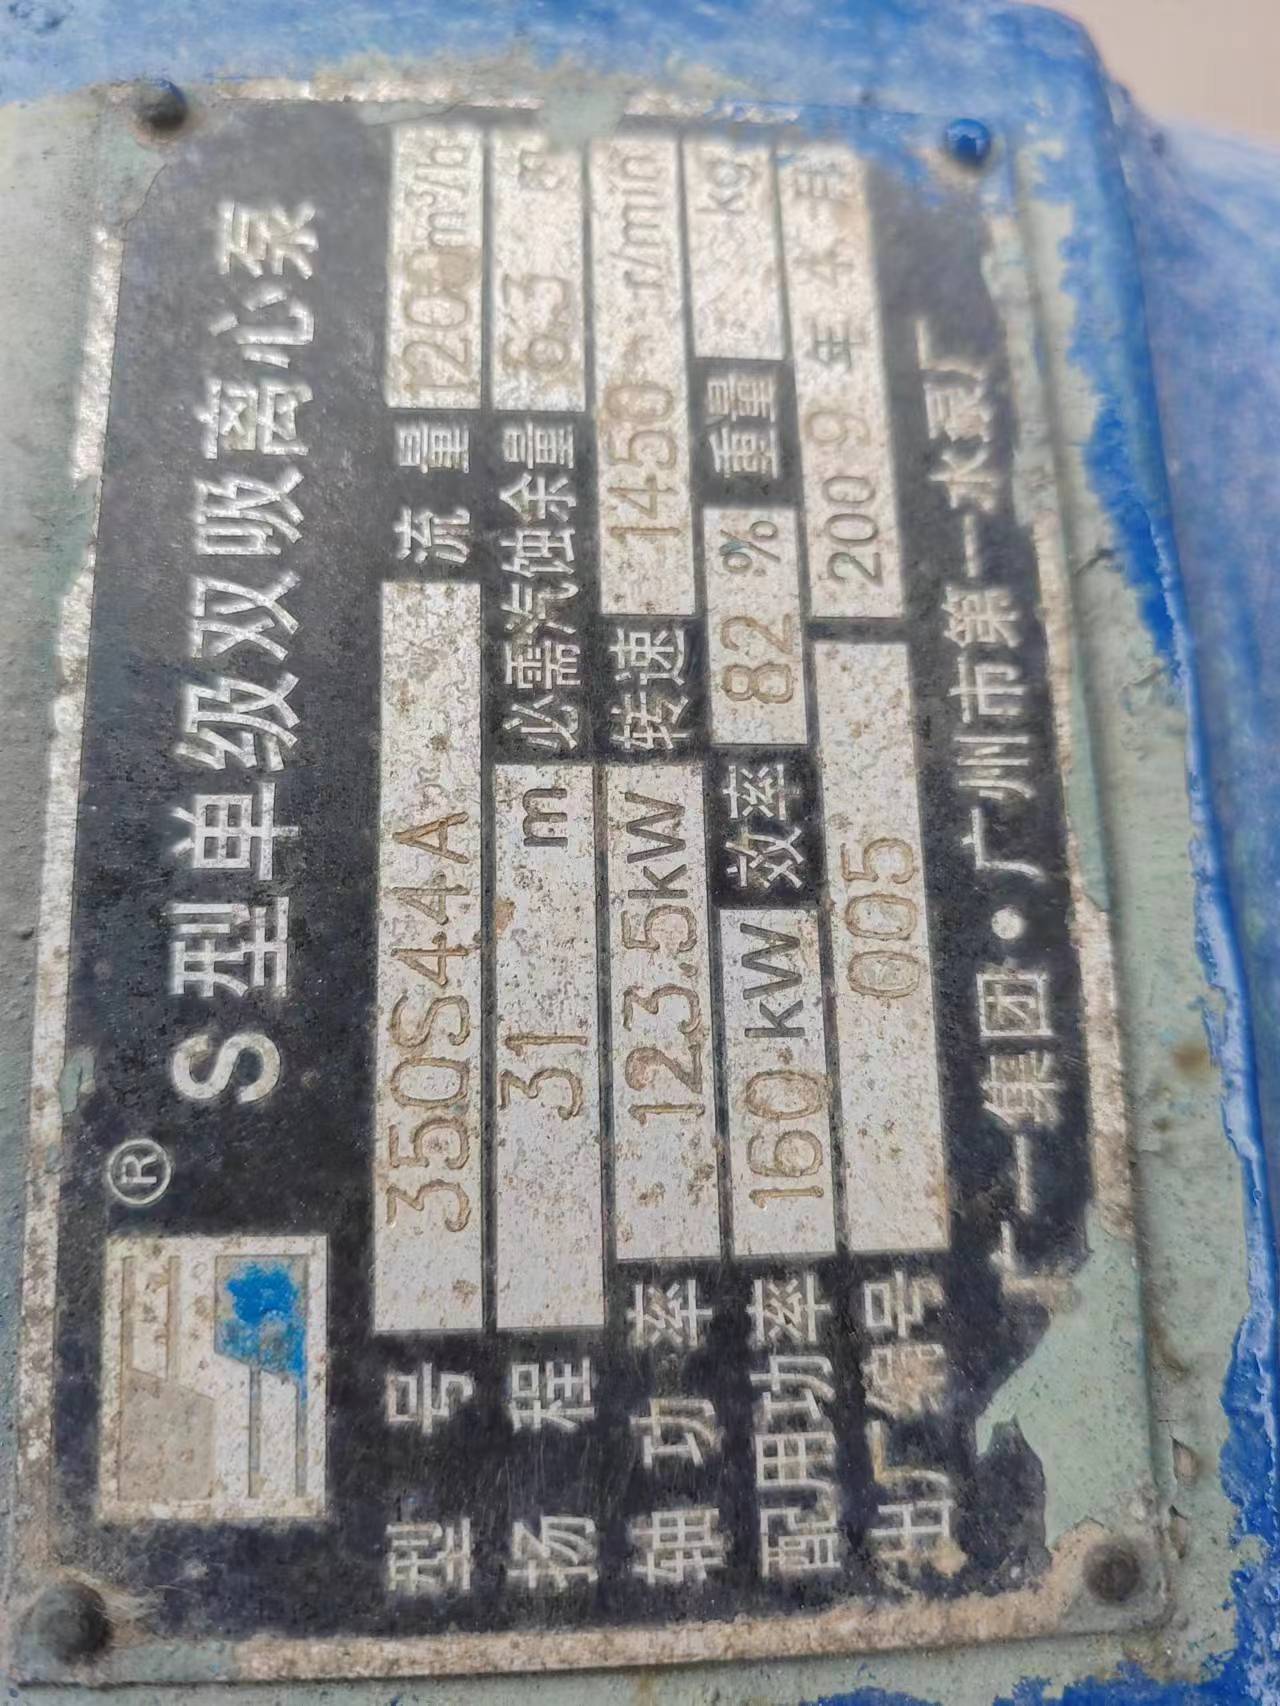 ® S型单级双吸离心泵
型号 350S44A 流量 1200 m³/h
扬程 31 m 必需汽蚀余量 6.3 m
轴功率 123.5kW 转速 1450 r/min
配用功率 160 kW 效率 82 % 重量 kg
出厂编号 005 2009 年 4 月
广一集团·广州市第一水泵厂